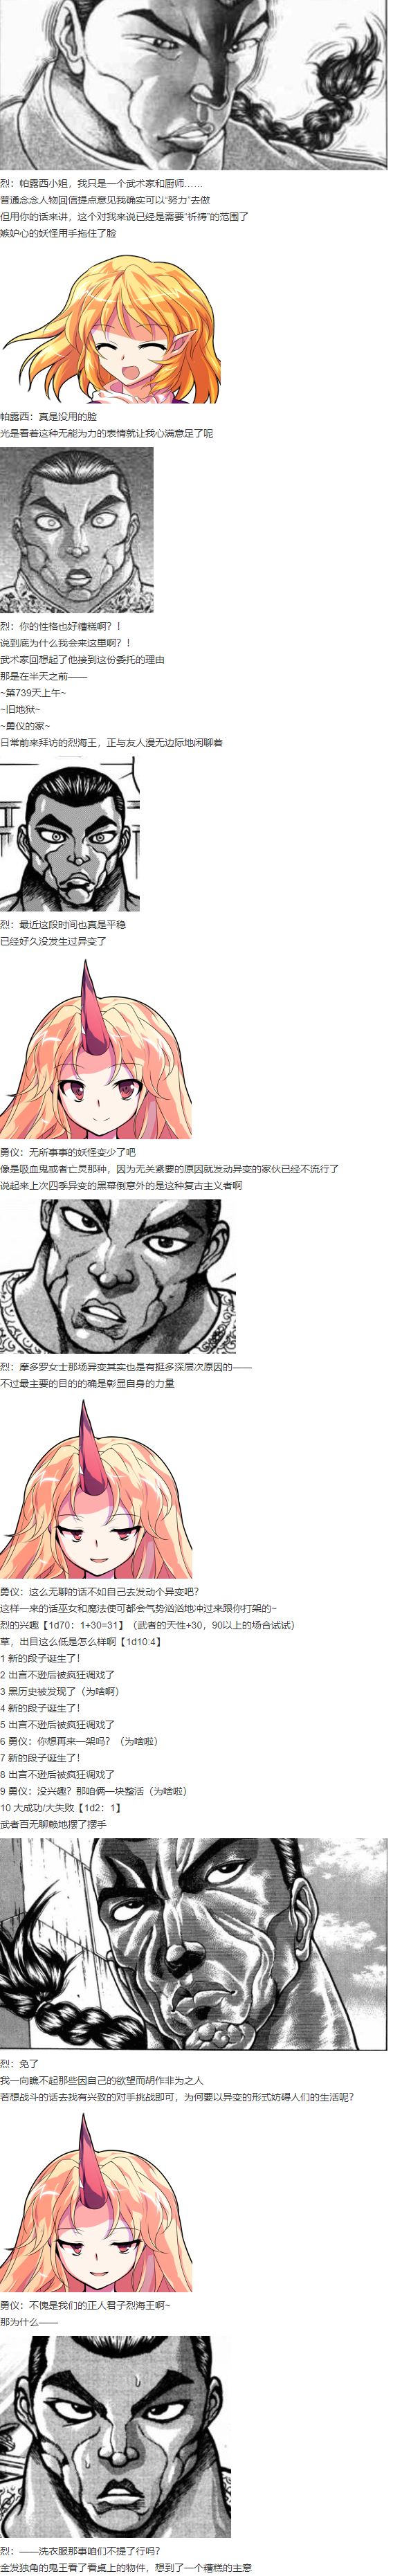 烈：帕露西小姐，我只是一个武术家和厨师……
普通念念人物回信提点意见我确实可以“努力”去做
但用你的话来讲，这个对我来说已经是需要“祈祷”的范围了
嫉妒心的妖怪用手拖住了脸
帕露西：真是没用的脸
光是看着这种无能为力的表情就让我心满意足了呢
烈：你的性格也好糟糕啊？！
说到底为什么我会来这里啊？！
武术家回想起了他接到这份委托的理由
那是在半天之前——
~第739天上午~
~旧地狱~
~勇仪的家~
日常前来拜访的烈海王，正与友人漫无边际地闲聊着
烈：最近这段时间也真是平稳
已经好久没发生过异变了
勇仪：无所事事的妖怪变少了吧
像是吸血鬼或者亡灵那种，因为无关紧要的原因就发动异变的家伙已经不流行了
说起来上次四季异变的黑幕倒意外的是这种复古主义者啊
烈：摩多罗女士那场异变其实也是有挺多深层次原因的——
不过最主要的目的的确是彰显自身的力量
勇仪：这么无聊的话不如自己去发动个异变吧？
这样一来的话巫女和魔法使可都会气势汹汹地冲过来跟你打架的~
烈的兴趣【1d70：1+30=31】（武者的天性+30，90以上的场合试试）
草，出目这么低是怎么样啊【1d10:4】
1 新的段子诞生了！
2 出言不逊后被疯狂调戏了
3 黑历史被发现了（为啥啊）
4 新的段子诞生了！
5 出言不逊后被疯狂调戏了
6 勇仪：你想再来一架吗？（为啥啦）
7 新的段子诞生了！
8 出言不逊后被疯狂调戏了
9 勇仪：没兴趣？那咱俩一块整活（为啥啦）
10 大成功/大失败【1d2：1】
武者百无聊赖地摆了摆手
烈：免了
我一向瞧不起那些因自己的欲望而胡作非为之人
若想战斗的话去找有兴致的对手挑战即可，为何要以异变的形式妨碍人们的生活呢？
勇仪：不愧是我们的正人君子烈海王啊~
那为什么——
烈：——洗衣服那事咱们不提了行吗？
金发独角的鬼王看了看桌上的物件，想到了一个糟糕的主意